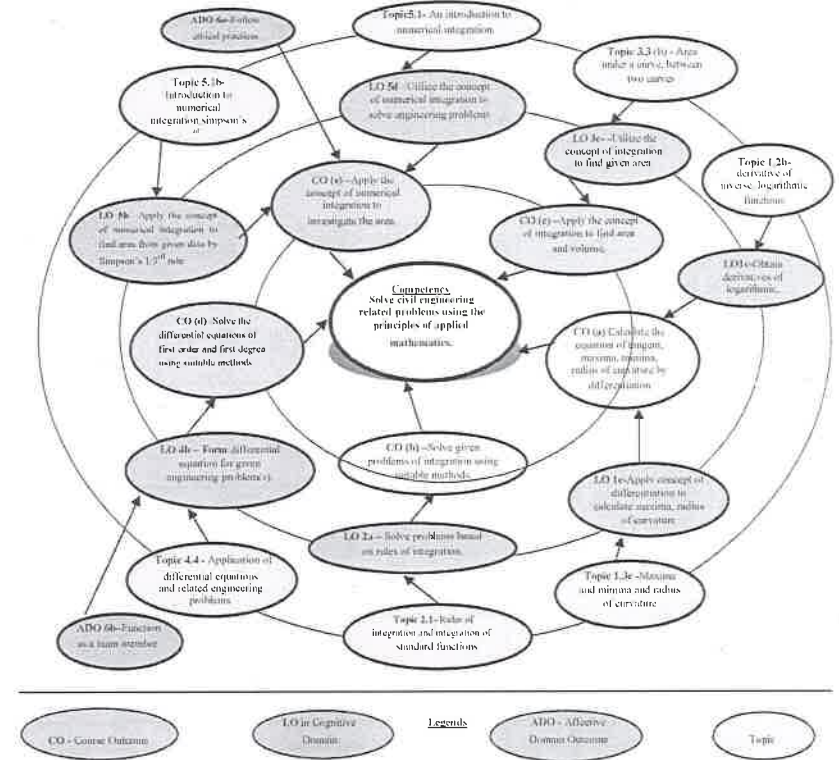 ADO 6a-Follow
ethical practices
Topic5.1- An introduction to
numerical integration
LO 5d - Utilize the concept
of numerical integration to
solve engineering problems
Topic 3.3 (b) - Area
under a curve, between
two curves
Topic 5.1b-
Introduction to
numerical
integration simpson's
LO 3c- -Utilize the
concept of integration
to find given area
Topic 1.2b-
derivative of
inverse, logarithmic
functions
CO (e) -Apply the
concept of numerical
integration to
investigate the area.
LO 5b- Apply the concept
of numerical integration to
find area from given data by
Simpson's 1/3rd rule
CO (c) -Apply the concept
of integration to find area
and volume.
LO1c-Obtain
derivatives of
logarithmic.
Competency
Solve civil engineering
related problems using the
principles of applied
mathematics.
CO (d) -Solve the
differential equations of
first order and first degree
using suitable methods
CO (a) Calculate the
equation of tangent,
maxima, minima,
radius of curvature by
differentiation
LO 4b - Form differential
equation for given
engineering problem(s).
CO (b) -Solve given
problems of integration using
suitable methods.
LO 1e-Apply concept of
differentiation to
calculate maxima, radius
of curvature
LO 2a - Solve problems based
on rules of integration.
Topic 4.4 - Application of
differential equations
and related engineering
problems
Topic 1.3c -Maxima
and minima and radius
of curvature
ADO 6b-Function
as a team member
Topic 2.1- Rules of
integration and integration of
standard functions
CO - Course Outcome
LO in Cognitive
Domain
Legends
ADO - Affective
Domain Outcome
Topic